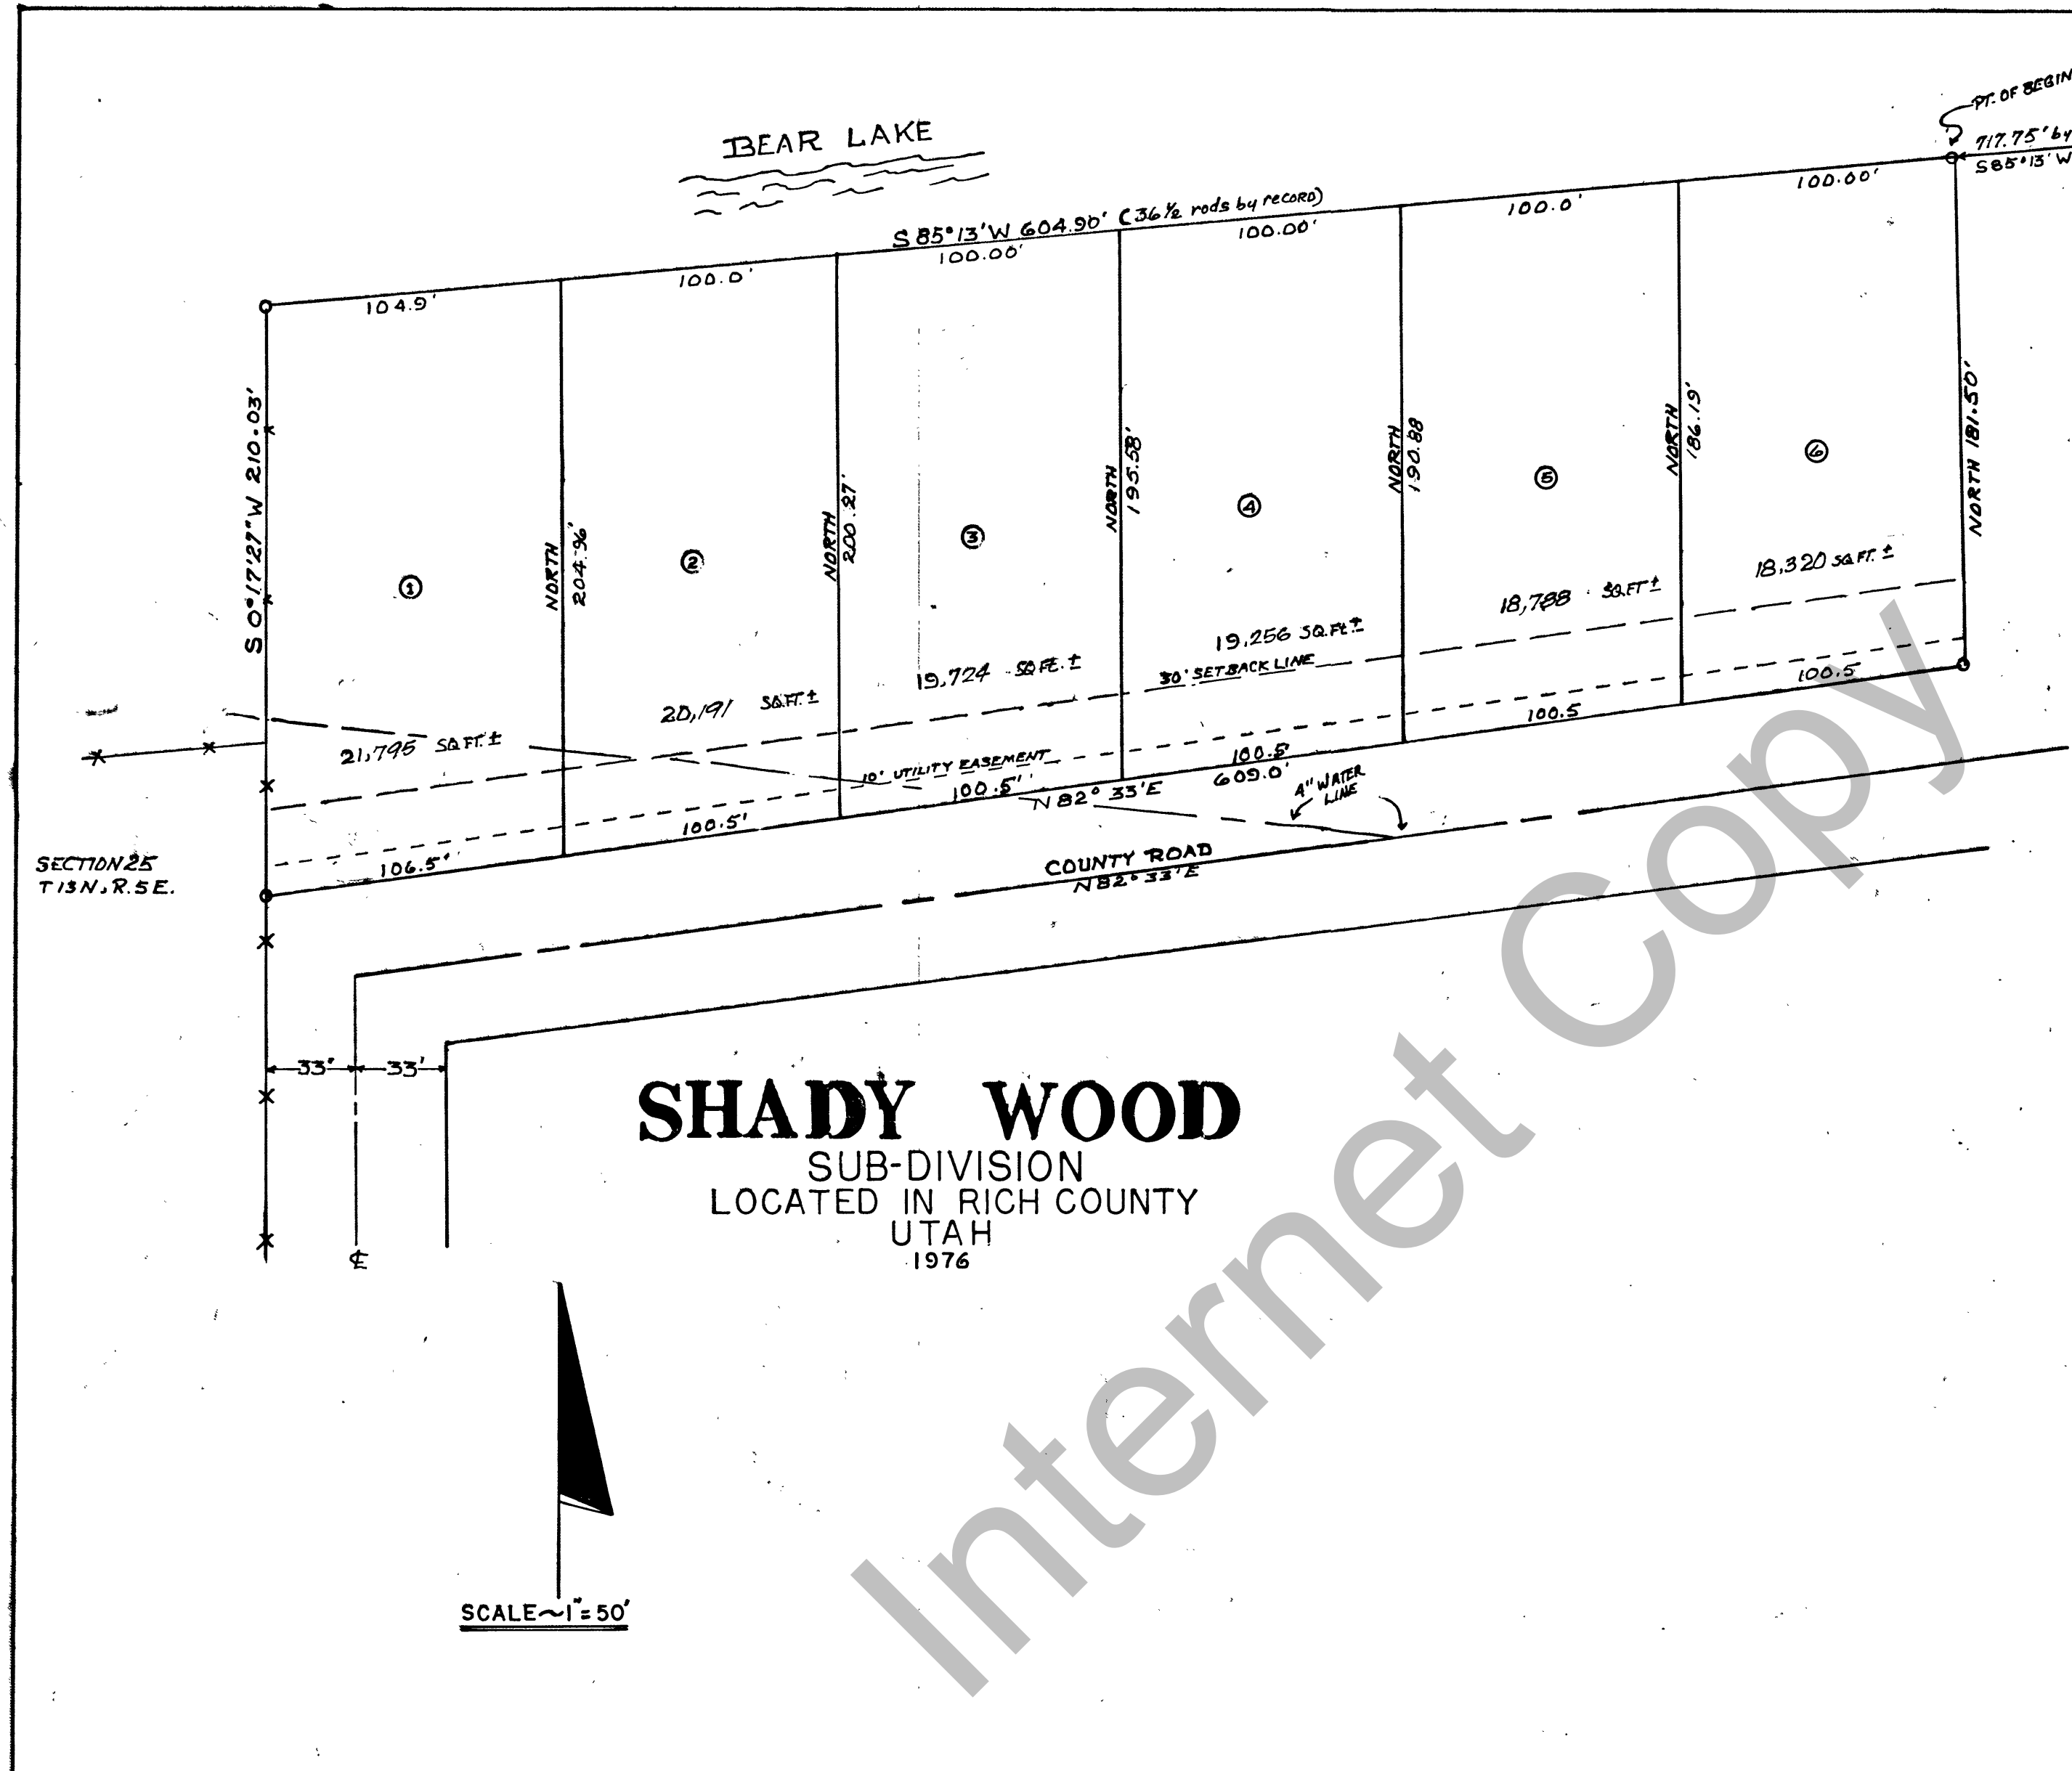 BEAR LAKE
PT. OF BEGIN
717.75' by
S 85°13' W
S 85°13' W 604.90' (36 ½ rods by record)
104.9'
100.0'
100.00'
100.00'
100.0'
100.00'
S 0°17'27" W 210.03'
NORTH
204.96'
NORTH
200.27'
NORTH
195.58'
NORTH
190.88
NORTH
186.19'
NORTH 181.50'
1
2
3
4
5
6
21,795 SQ FT. ±
20,191 SQ.FT. ±
19,724 SQ FT. ±
19,256 SQ.Ft. ±
18,788 SQ.FT ±
18,320 SQ FT. ±
30' SETBACK LINE
10' UTILITY EASEMENT
106.5'
100.5'
100.5'
100.5'
100.5
100.5
N 82° 33' E
609.0'
4" WATER
LINE
COUNTY ROAD
N 82° 33' E
SECTION 25
T 13 N, R. 5 E.
33'
33'
SHADY WOOD
SUB-DIVISION
LOCATED IN RICH COUNTY
UTAH
1976
℄
SCALE ~ 1" = 50'
Internet Copy